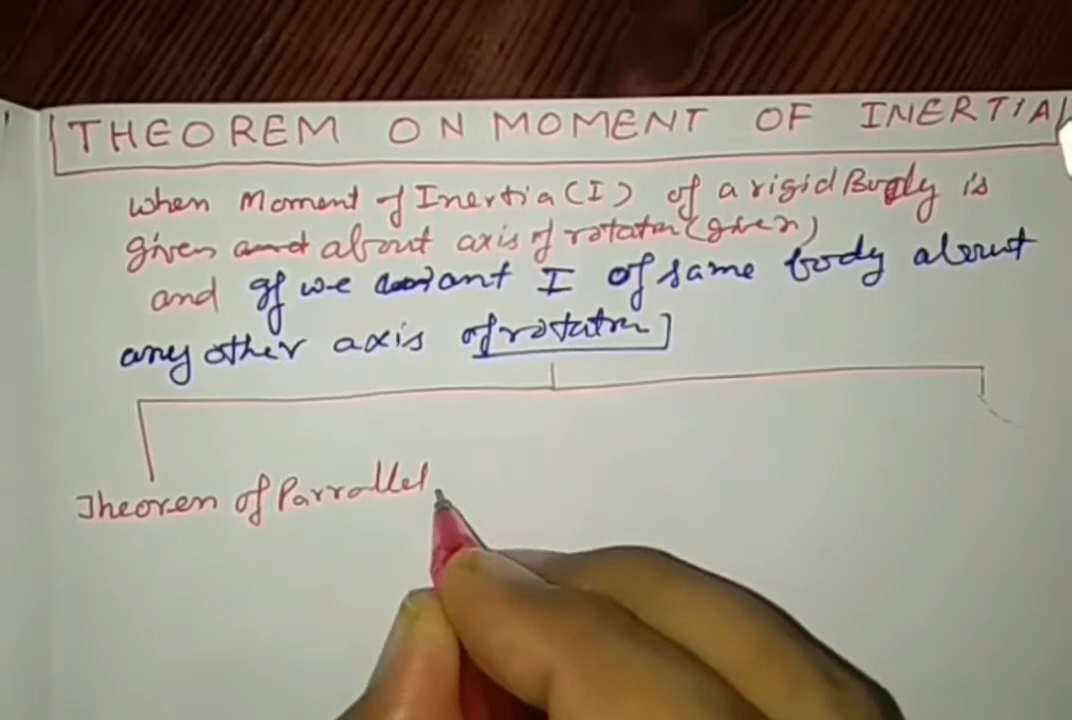 THEOREM ON MOMENT OF INERTIA
when Moment of Inertia (I) of a rigid Body is
given and about axis of rotation (given)
and If we want I of same body about
any other axis of rotation]
Theorem of Parrallel